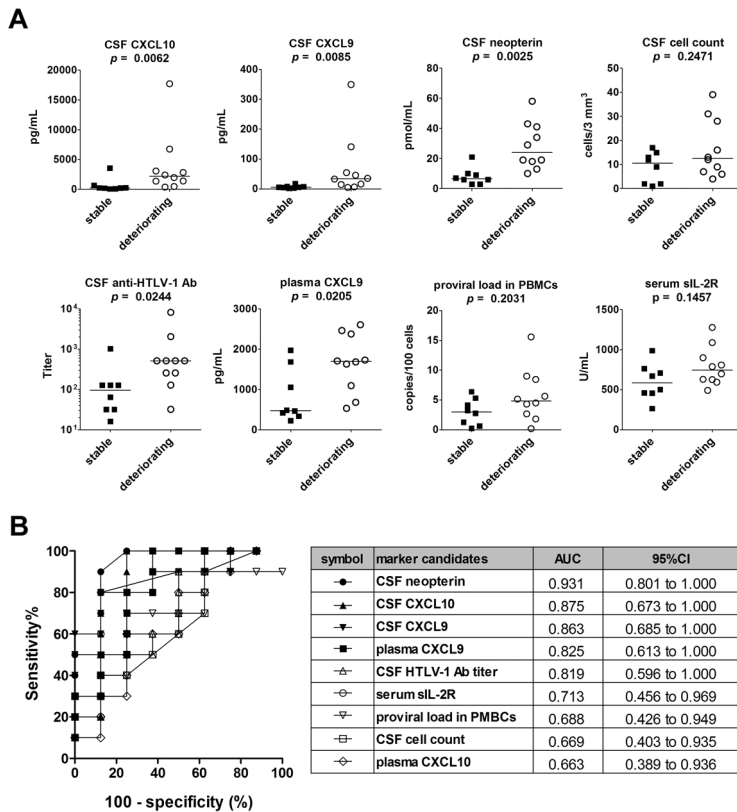 A
CSF CXCL10
p = 0.0062
pg/mL
20000
15000
10000
5000
0
stable
deteriorating
CSF CXCL9
p = 0.0085
pg/mL
400
300
200
100
60
40
20
0
stable
deteriorating
CSF neopterin
p = 0.0025
pmol/mL
80
60
40
20
0
stable
deteriorating
CSF cell count
p = 0.2471
cells/3 mm³
50
40
30
20
10
0
stable
deteriorating
CSF anti-HTLV-1 Ab
p = 0.0244
Titer
10⁴
10³
10²
10¹
stable
deteriorating
plasma CXCL9
p = 0.0205
pg/mL
3000
2000
1000
0
stable
deteriorating
proviral load in PBMCs
p = 0.2031
copies/100 cells
20
15
10
5
0
stable
deteriorating
serum sIL-2R
p = 0.1457
U/mL
1500
1000
500
0
stable
deteriorating
B
Sensitivity%
100
80
60
40
20
0
0 20 40 60 80 100
100 - specificity (%)
symbol marker candidates AUC 95%CI
CSF neopterin 0.931 0.801 to 1.000
CSF CXCL10 0.875 0.673 to 1.000
CSF CXCL9 0.863 0.685 to 1.000
plasma CXCL9 0.825 0.613 to 1.000
CSF HTLV-1 Ab titer 0.819 0.596 to 1.000
serum sIL-2R 0.713 0.456 to 0.969
proviral load in PMBCs 0.688 0.426 to 0.949
CSF cell count 0.669 0.403 to 0.935
plasma CXCL10 0.663 0.389 to 0.936